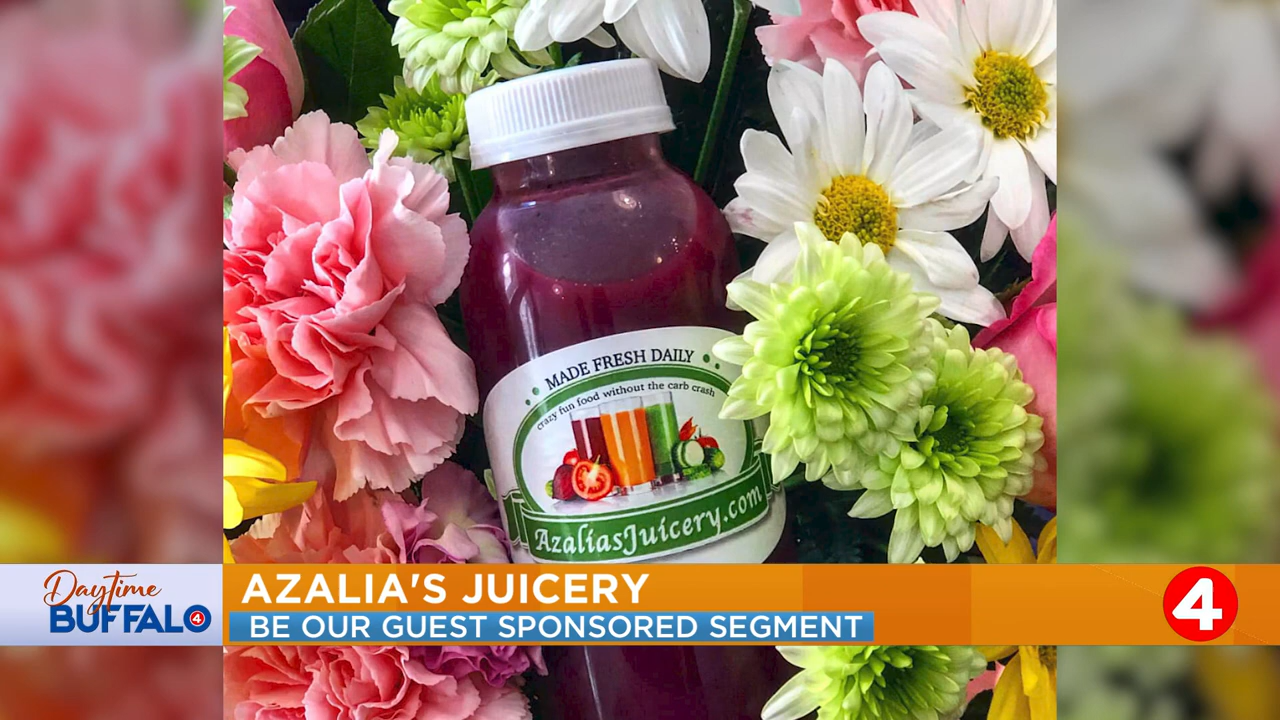 MADE FRESH DAILY
crazy fun food without the carb crash
AzaliasJuicery.com
Daytime
BUFFALO 4
AZALIA'S JUICERY
BE OUR GUEST SPONSORED SEGMENT
4